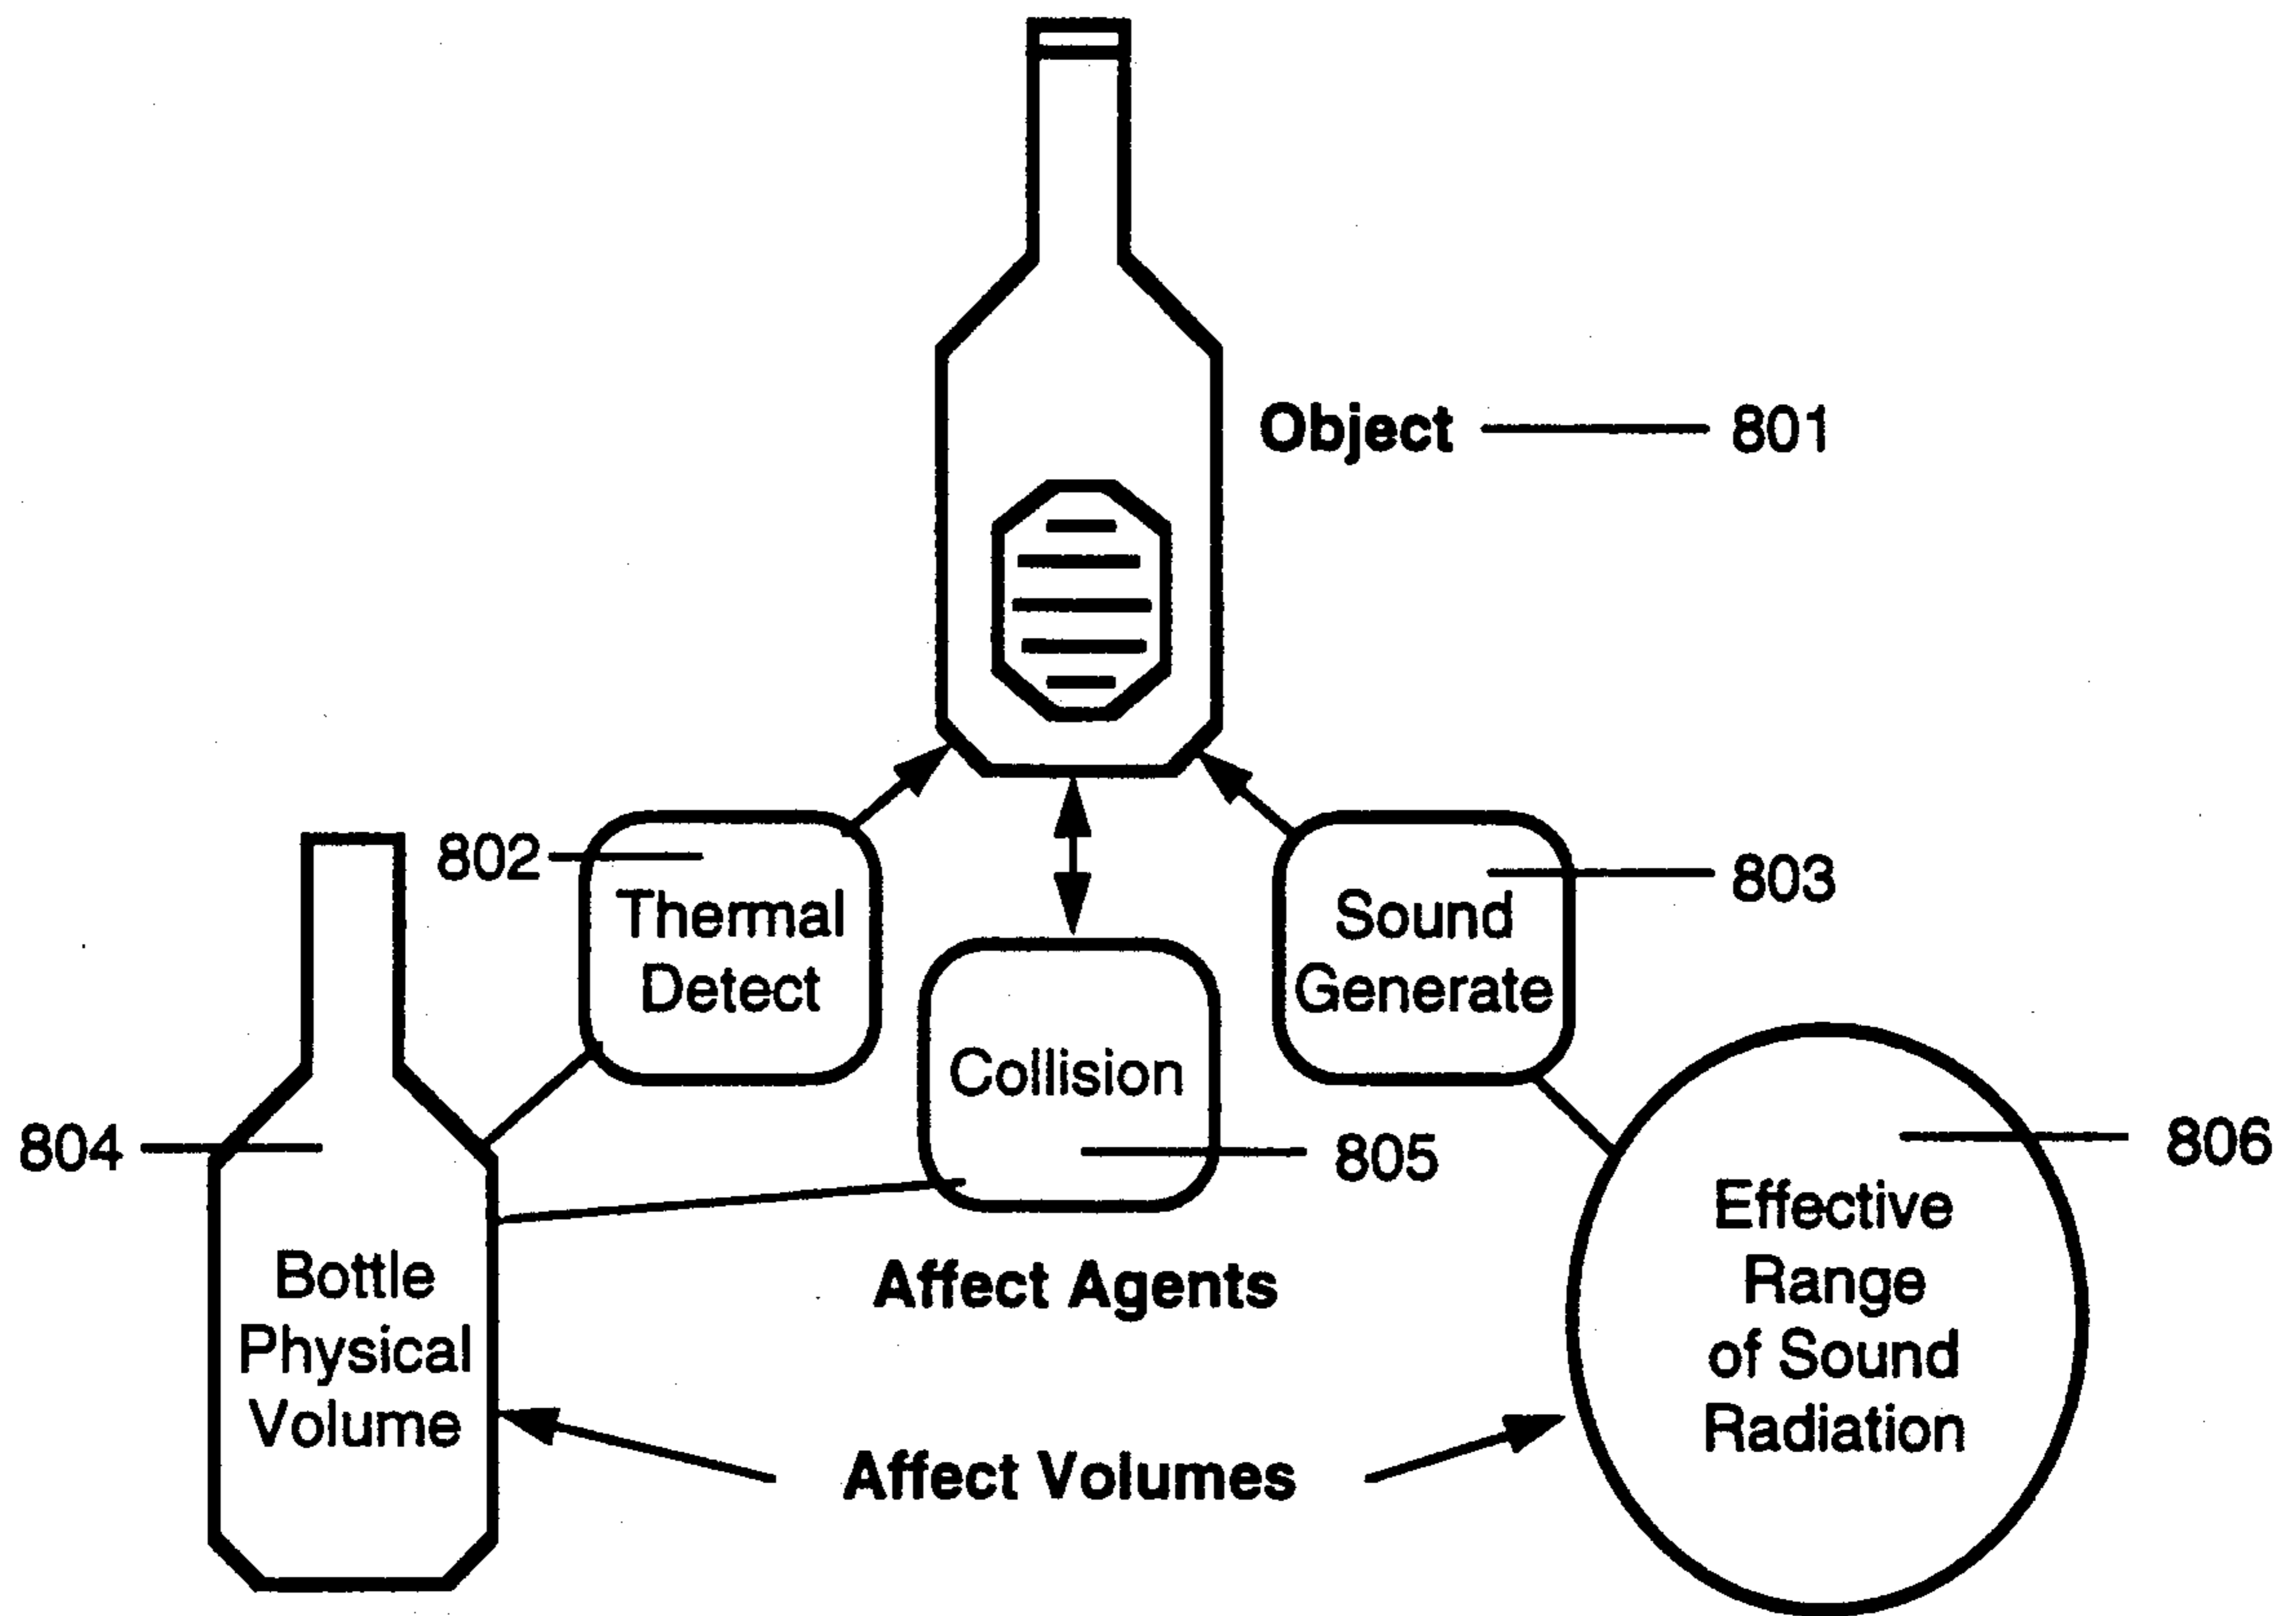 Object
801
802
Thermal
Detect
803
Sound
Generate
Collision
804
805
806
Bottle
Physical
Volume
Effective
Range
of Sound
Radiation
Affect Agents
Affect Volumes